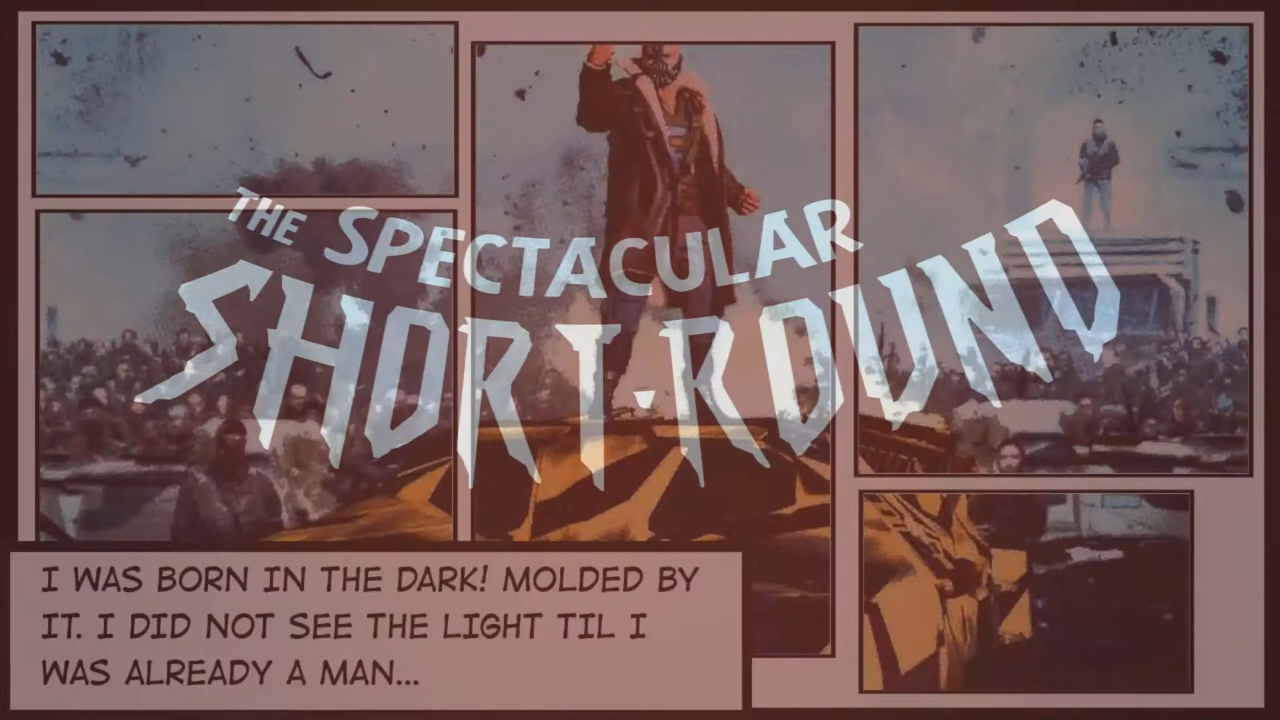 THE SPECTACULAR
SHORT-ROUND
I WAS BORN IN THE DARK! MOLDED BY
IT. I DID NOT SEE THE LIGHT TIL I
WAS ALREADY A MAN...